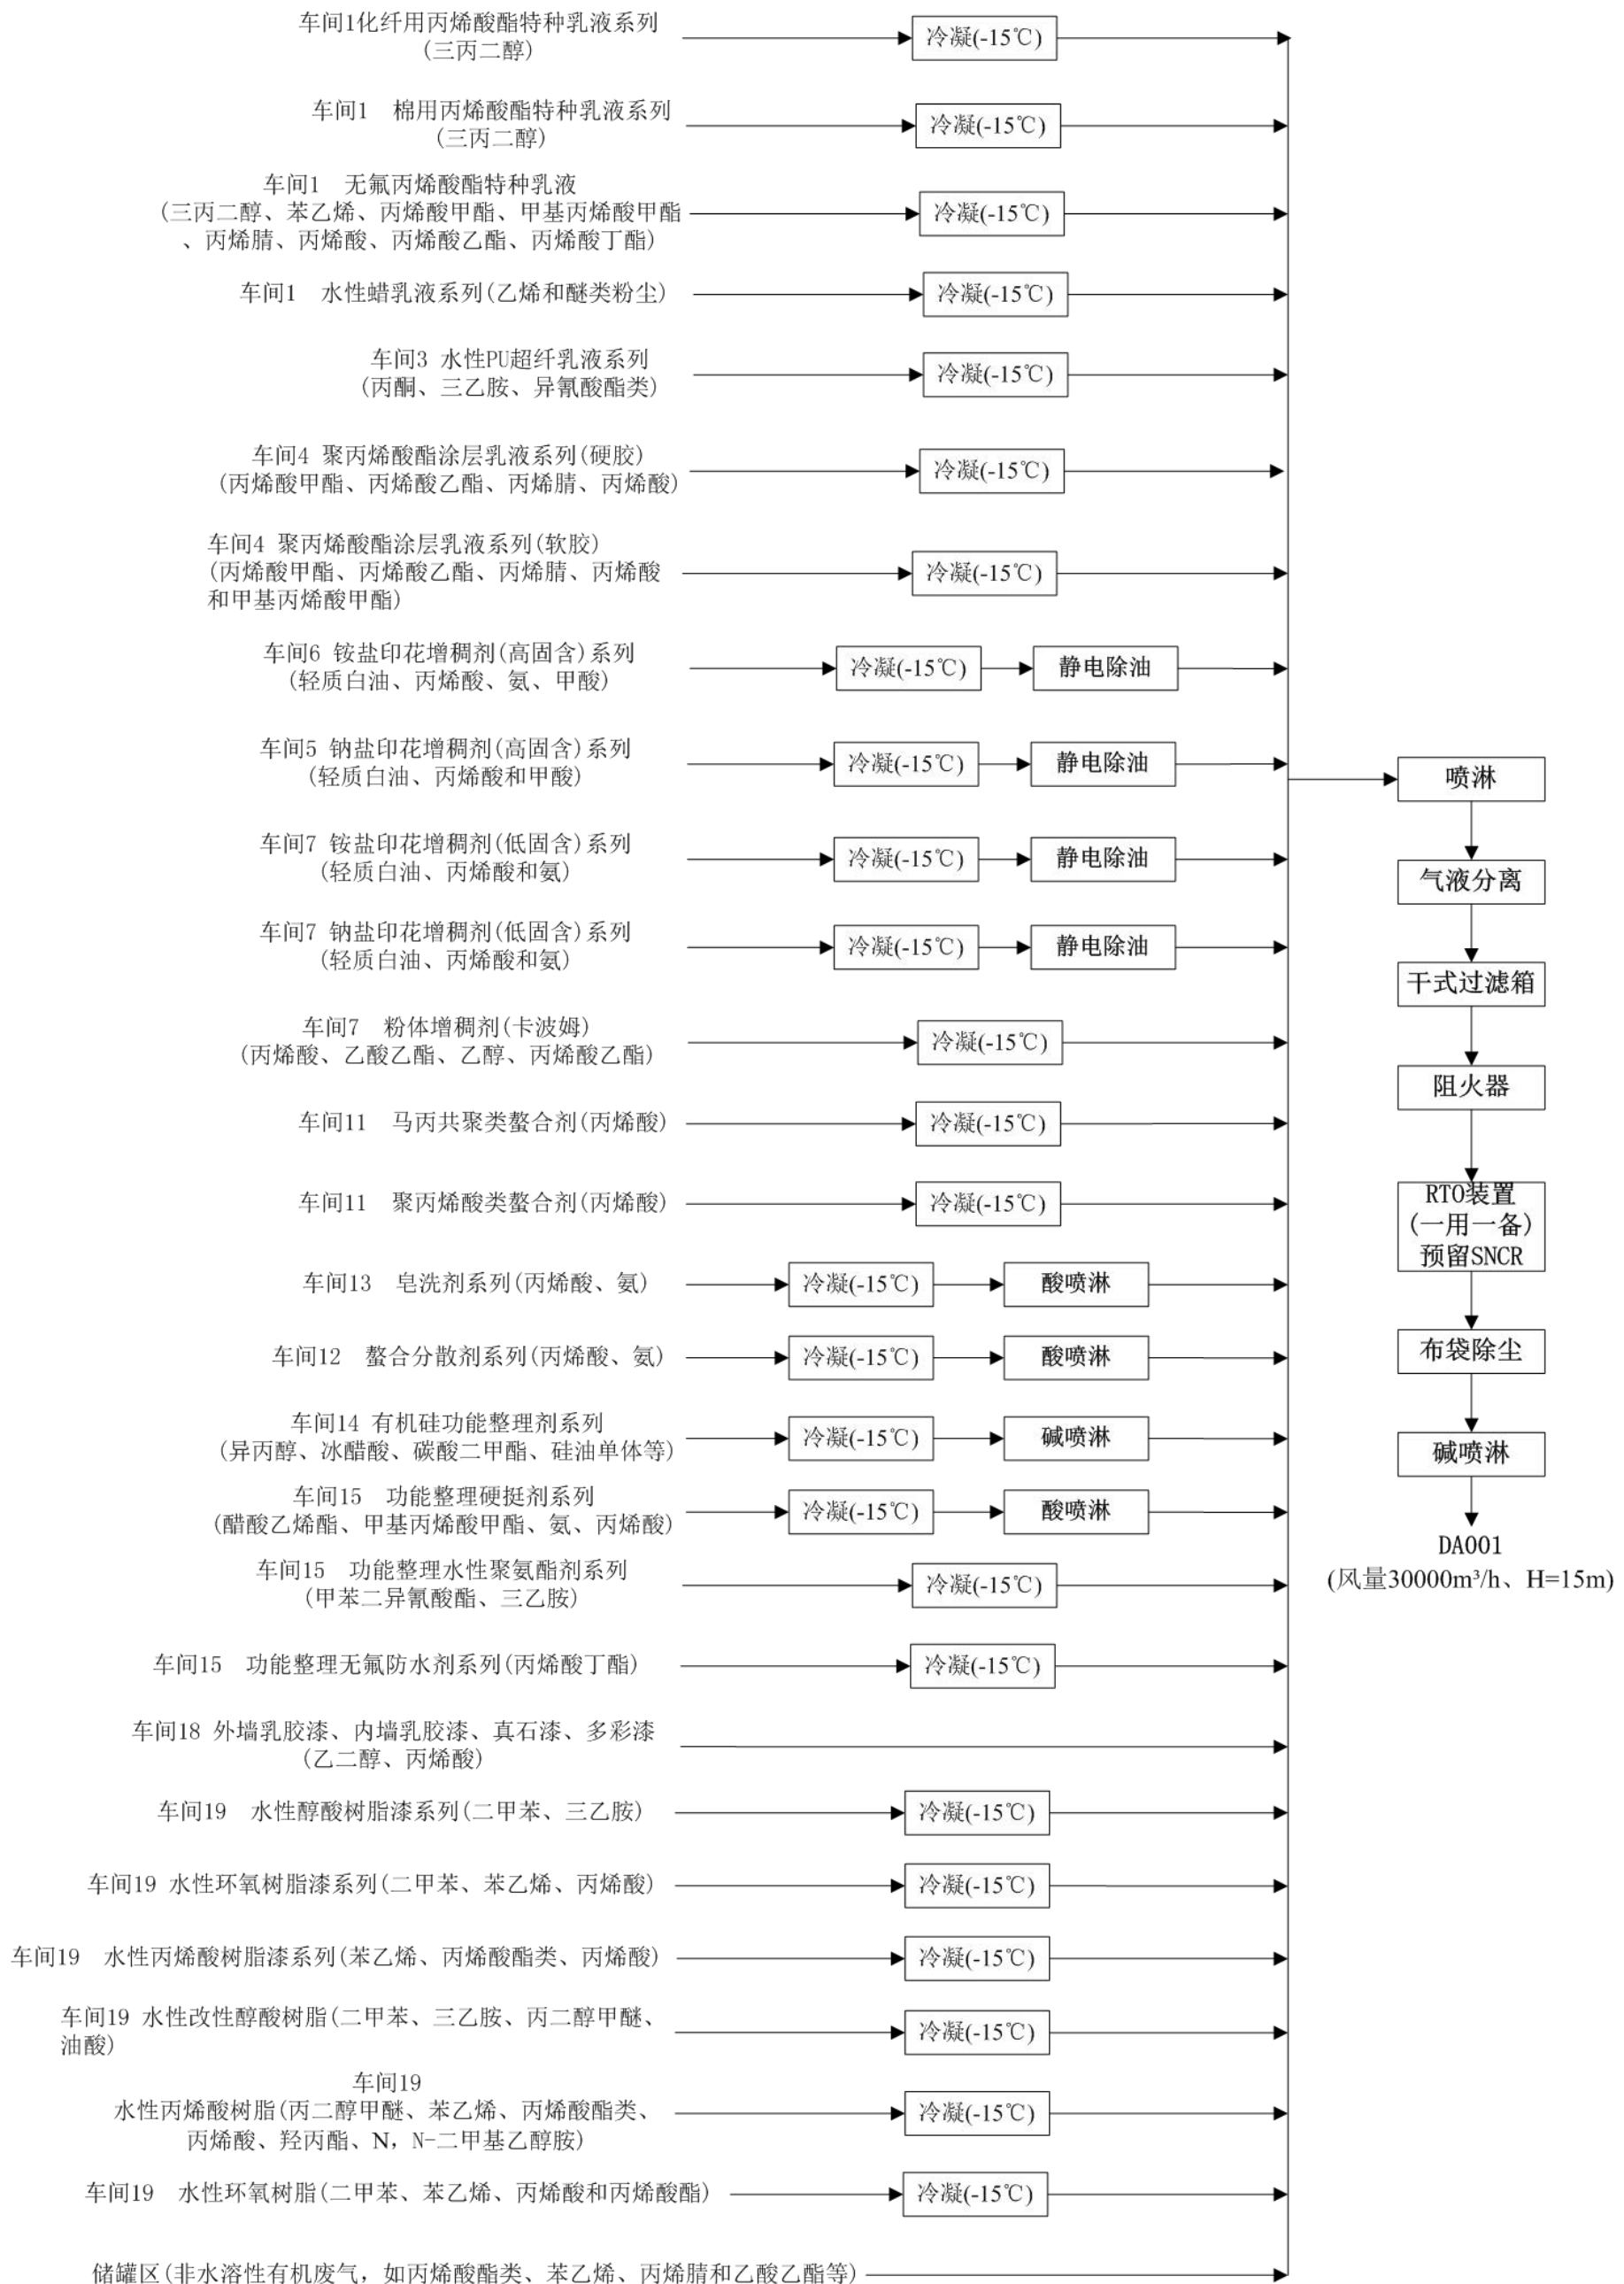 车间1化纤用丙烯酸酯特种乳液系列
(三丙二醇)
冷凝(-15℃)
车间1 棉用丙烯酸酯特种乳液系列
(三丙二醇)
冷凝(-15℃)
车间1 无氟丙烯酸酯特种乳液
(三丙二醇、苯乙烯、丙烯酸甲酯、甲基丙烯酸甲酯
、丙烯腈、丙烯酸、丙烯酸乙酯、丙烯酸丁酯)
冷凝(-15℃)
车间1 水性蜡乳液系列(乙烯和醚类粉尘)
冷凝(-15℃)
车间3 水性PU超纤乳液系列
(丙酮、三乙胺、异氰酸酯类)
冷凝(-15℃)
车间4 聚丙烯酸酯涂层乳液系列(硬胶)
(丙烯酸甲酯、丙烯酸乙酯、丙烯腈、丙烯酸)
冷凝(-15℃)
车间4 聚丙烯酸酯涂层乳液系列(软胶)
(丙烯酸甲酯、丙烯酸乙酯、丙烯腈、丙烯酸
和甲基丙烯酸甲酯)
冷凝(-15℃)
车间6 铵盐印花增稠剂(高固含)系列
(轻质白油、丙烯酸、氨、甲酸)
冷凝(-15℃)
静电除油
车间5 钠盐印花增稠剂(高固含)系列
(轻质白油、丙烯酸和甲酸)
冷凝(-15℃)
静电除油
车间7 铵盐印花增稠剂(低固含)系列
(轻质白油、丙烯酸和氨)
冷凝(-15℃)
静电除油
车间7 钠盐印花增稠剂(低固含)系列
(轻质白油、丙烯酸和氨)
冷凝(-15℃)
静电除油
车间7 粉体增稠剂(卡波姆)
(丙烯酸、乙酸乙酯、乙醇、丙烯酸乙酯)
冷凝(-15℃)
车间11 马丙共聚类螯合剂(丙烯酸)
冷凝(-15℃)
车间11 聚丙烯酸类螯合剂(丙烯酸)
冷凝(-15℃)
车间13 皂洗剂系列(丙烯酸、氨)
冷凝(-15℃)
酸喷淋
车间12 螯合分散剂系列(丙烯酸、氨)
冷凝(-15℃)
酸喷淋
车间14 有机硅功能整理剂系列
(异丙醇、冰醋酸、碳酸二甲酯、硅油单体等)
冷凝(-15℃)
碱喷淋
车间15 功能整理硬挺剂系列
(醋酸乙烯酯、甲基丙烯酸甲酯、氨、丙烯酸)
冷凝(-15℃)
酸喷淋
车间15 功能整理水性聚氨酯剂系列
(甲苯二异氰酸酯、三乙胺)
冷凝(-15℃)
车间15 功能整理无氟防水剂系列(丙烯酸丁酯)
冷凝(-15℃)
车间18 外墙乳胶漆、内墙乳胶漆、真石漆、多彩漆
(乙二醇、丙烯酸)
车间19 水性醇酸树脂漆系列(二甲苯、三乙胺)
冷凝(-15℃)
车间19 水性环氧树脂漆系列(二甲苯、苯乙烯、丙烯酸)
冷凝(-15℃)
车间19 水性丙烯酸树脂漆系列(苯乙烯、丙烯酸酯类、丙烯酸)
冷凝(-15℃)
车间19 水性改性醇酸树脂(二甲苯、三乙胺、丙二醇甲醚、
油酸)
冷凝(-15℃)
车间19
水性丙烯酸树脂(丙二醇甲醚、苯乙烯、丙烯酸酯类、
丙烯酸、羟丙酯、N，N-二甲基乙醇胺)
冷凝(-15℃)
车间19 水性环氧树脂(二甲苯、苯乙烯、丙烯酸和丙烯酸酯)
冷凝(-15℃)
储罐区(非水溶性有机废气，如丙烯酸酯类、苯乙烯、丙烯腈和乙酸乙酯等)
喷淋
气液分离
干式过滤箱
阻火器
RTO装置
(一用一备)
预留SNCR
布袋除尘
碱喷淋
DA001
(风量30000m³/h、H=15m)